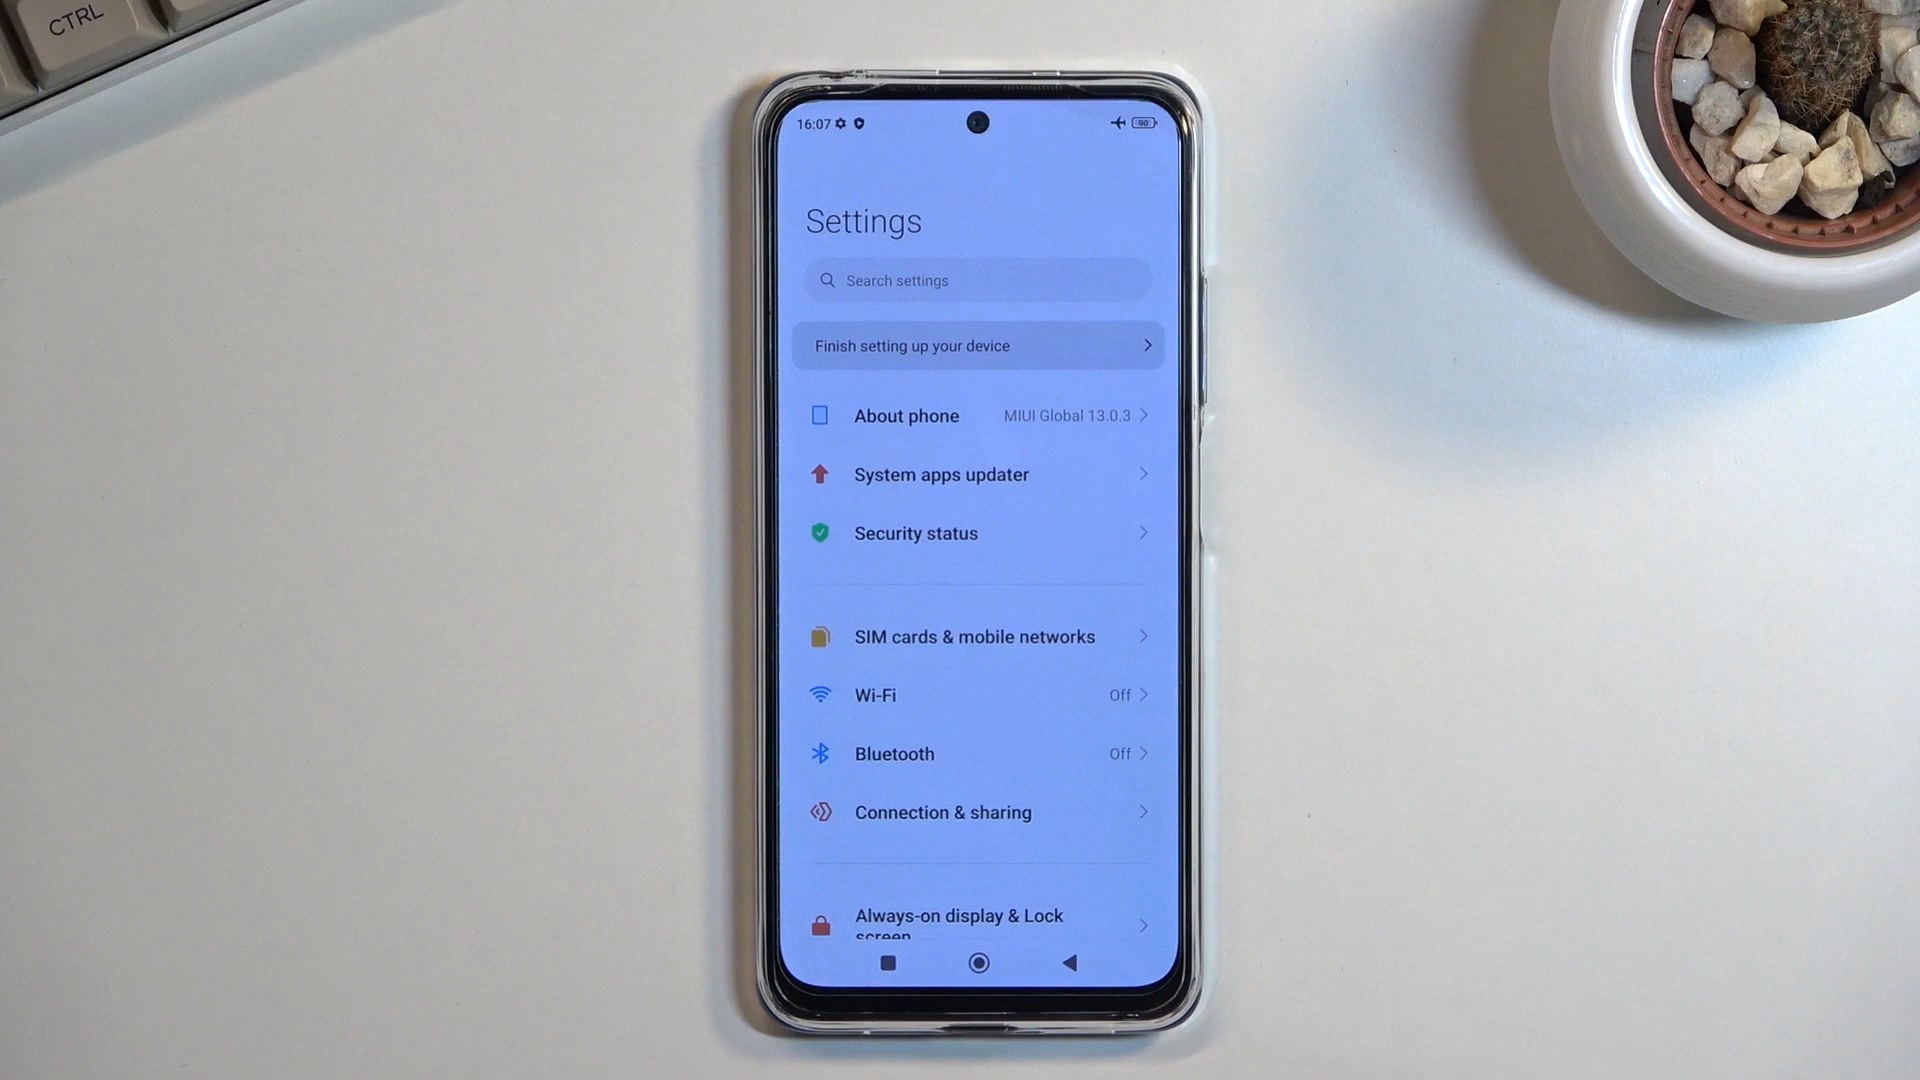 CTRL
16:07
90
Settings
Search settings
Finish setting up your device
About phone MIUI Global 13.0.3
System apps updater
Security status
SIM cards & mobile networks
Wi-Fi Off
Bluetooth Off
Connection & sharing
Always-on display & Lock
screen